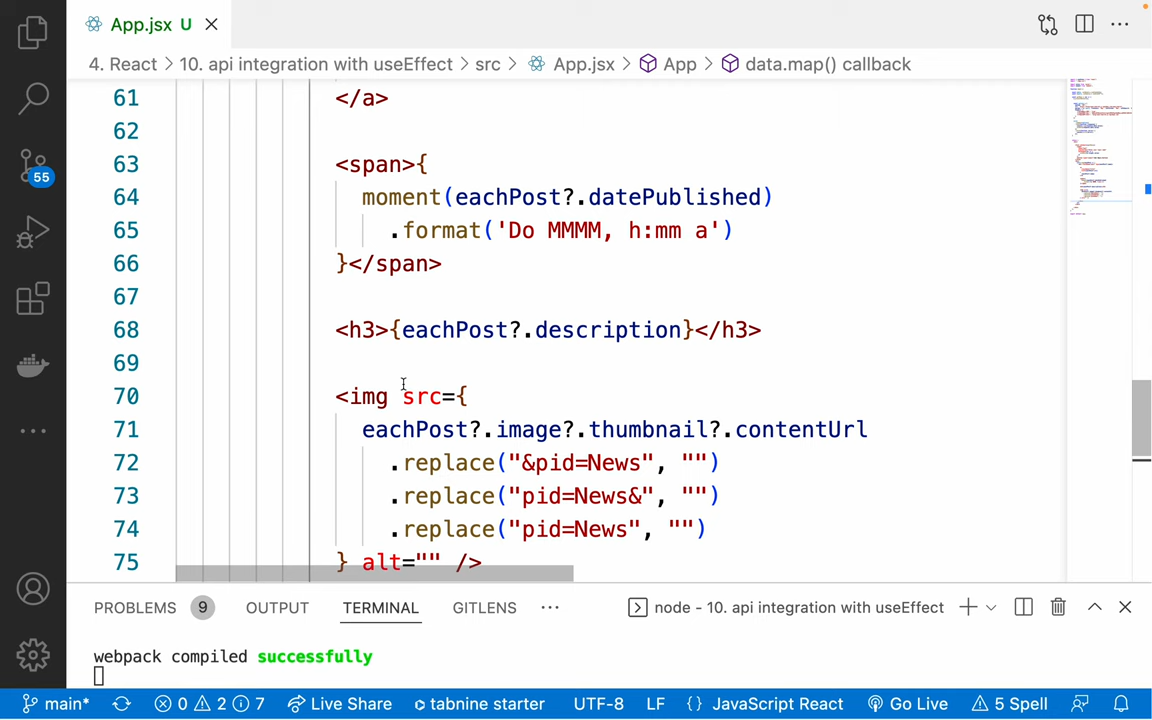 App.jsx U
4. React > 10. api integration with useEffect > src > App.jsx > App > data.map() callback
61 </a>
62
63 <span>{
64 moment(eachPost?.datePublished)
65 .format('Do MMMM, h:mm a')
66 }</span>
67
68 <h3>{eachPost?.description}</h3>
69
70 <img src={
71 eachPost?.image?.thumbnail?.contentUrl
72 .replace("&pid=News", "")
73 .replace("pid=News&", "")
74 .replace("pid=News", "")
75 } alt="" />
55
PROBLEMS 9 OUTPUT TERMINAL GITLENS ··· node - 10. api integration with useEffect
webpack compiled successfully
main* 0 2 7 Live Share tabnine starter UTF-8 LF {} JavaScript React Go Live 5 Spell